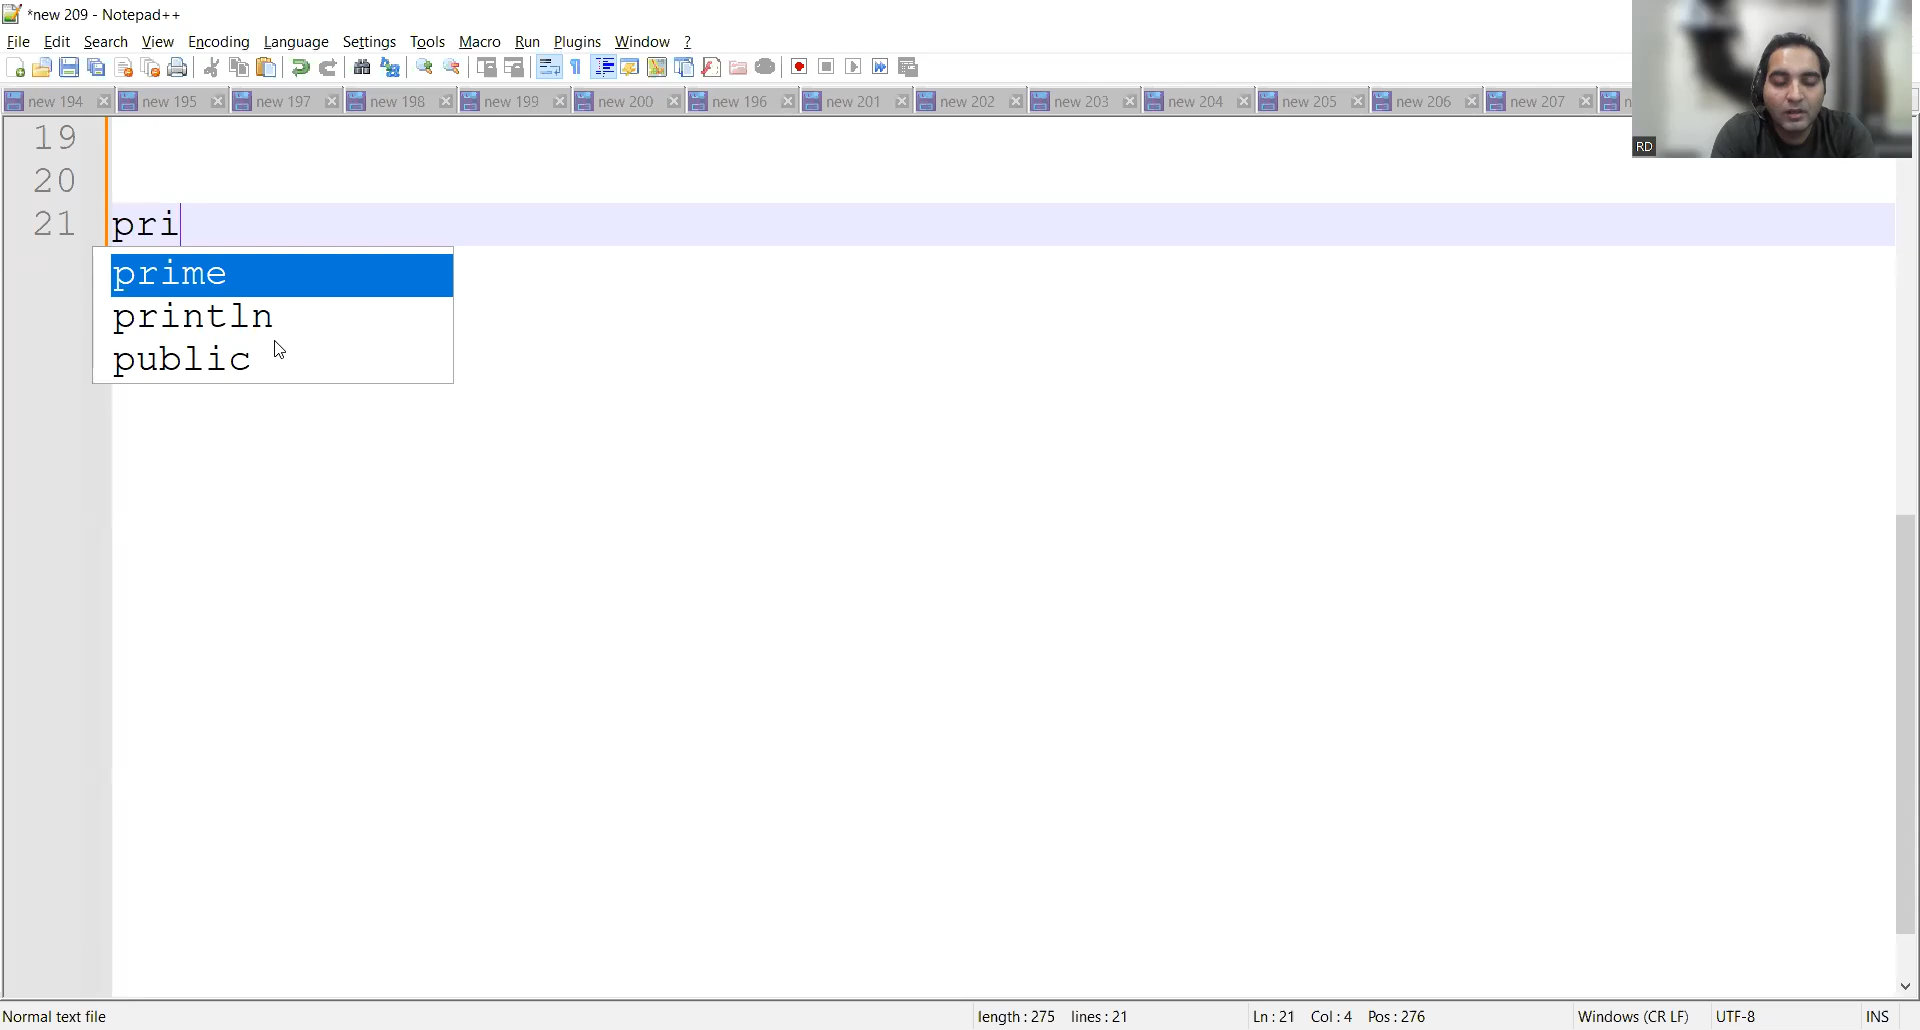 *new 209 - Notepad++
File Edit Search View Encoding Language Settings Tools Macro Run Plugins Window ?
new 194 new 195 new 197 new 198 new 199 new 200 new 196 new 201 new 202 new 203 new 204 new 205 new 206 new 207 n
RD
19
20
21 pri
prime
println
public
Normal text file length : 275 lines : 21 Ln : 21 Col : 4 Pos : 276 Windows (CR LF) UTF-8 INS